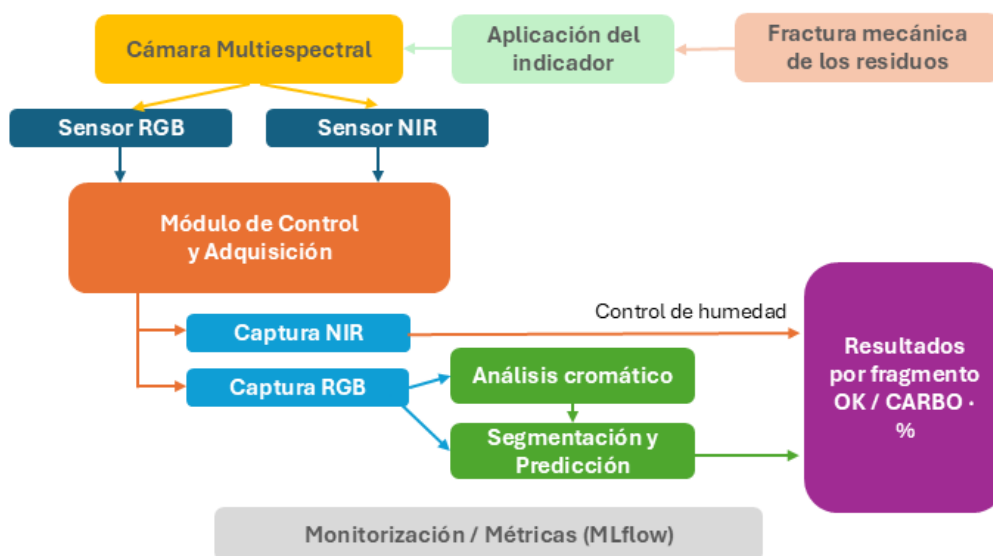 Cámara Multiespectral
Aplicación del
indicador
Fractura mecánica
de los residuos
Sensor RGB
Sensor NIR
Módulo de Control
y Adquisición
Control de humedad
Captura NIR
Captura RGB
Análisis cromático
Segmentación y
Predicción
Resultados
por fragmento
OK / CARBO ·
%
Monitorización / Métricas (MLflow)